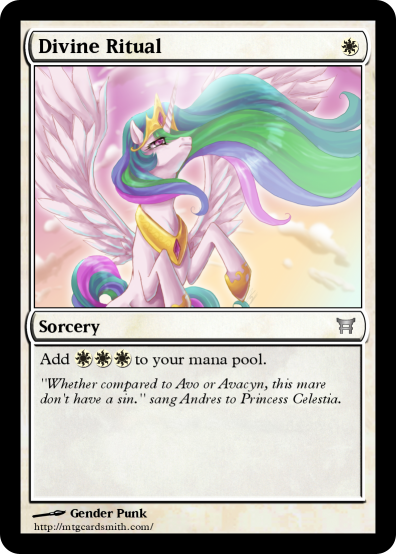 Divine Ritual
Sorcery
Add to your mana pool.
"Whether compared to Avo or Avacyn, this mare
don't have a sin." sang Andres to Princess Celestia.
Gender Punk
http://mtgcardsmith.com/